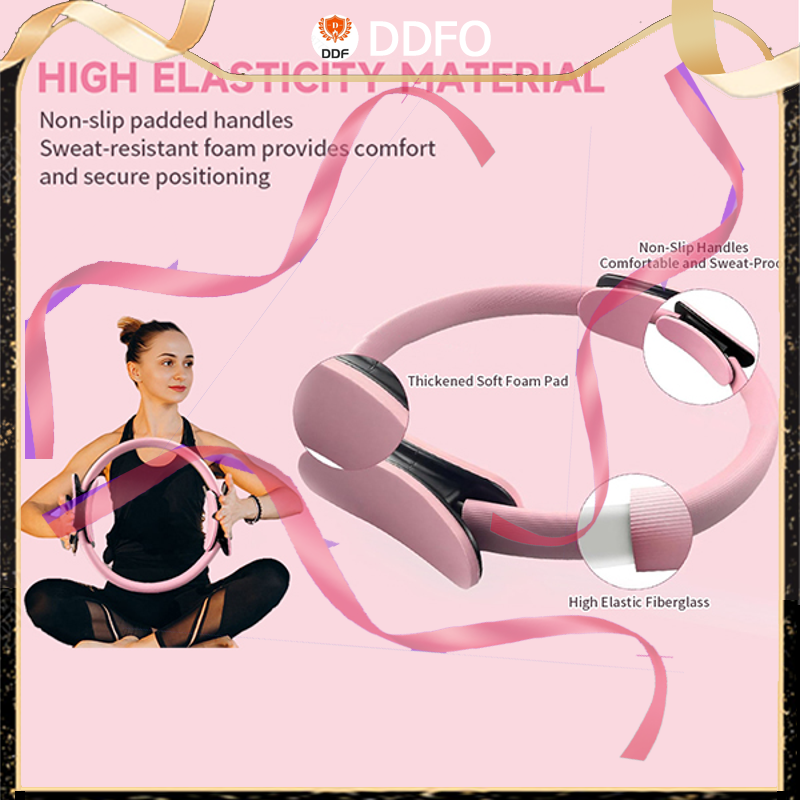 DDF
DDFO
HIGH ELASTICITY MATERIAL
Non-slip padded handles
Sweat-resistant foam provides comfort
and secure positioning
Non-Slip Handles
Comfortable and Sweat-Proo
Thickened Soft Foam Pad
High Elastic Fiberglass